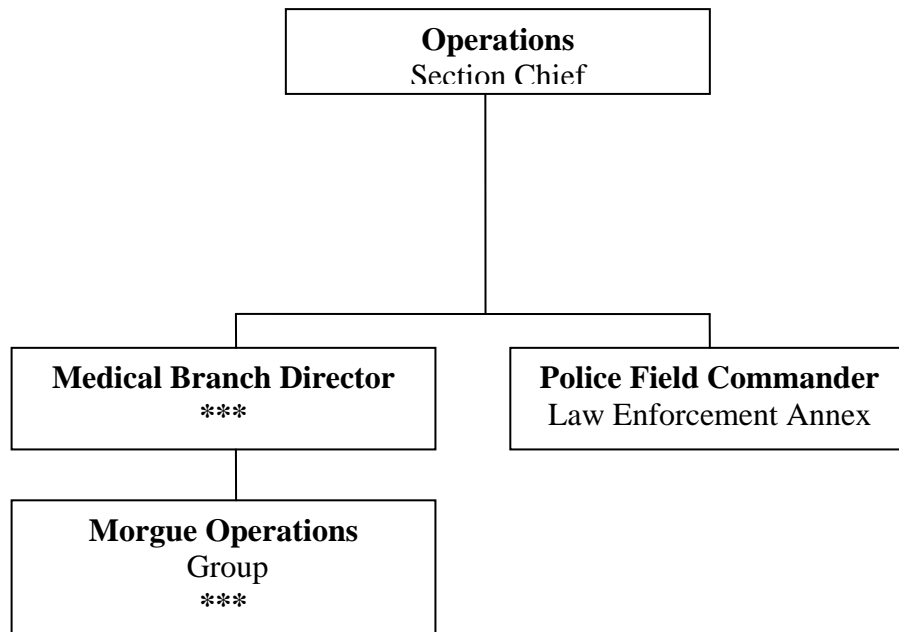 Operations
Section Chief
Medical Branch Director
***
Police Field Commander
Law Enforcement Annex
Morgue Operations
Group
***